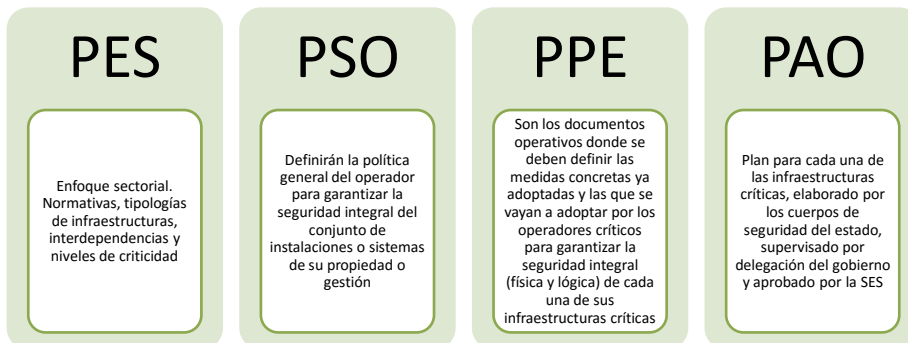 PES
Enfoque sectorial.
Normativas, tipologías
de infraestructuras,
interdependencias y
niveles de criticidad
PSO
Definirán la política
general del operador
para garantizar la
seguridad integral del
conjunto de
instalaciones o sistemas
de su propiedad o
gestión
PPE
Son los documentos
operativos donde se
deben definir las
medidas concretas ya
adoptadas y las que se
vayan a adoptar por los
operadores críticos
para garantizar la
seguridad integral
(física y lógica) de cada
una de sus
infraestructuras críticas
PAO
Plan para cada una de
las infraestructuras
críticas, elaborado por
los cuerpos de
seguridad del estado,
supervisado por
delegación del gobierno
y aprobado por la SES